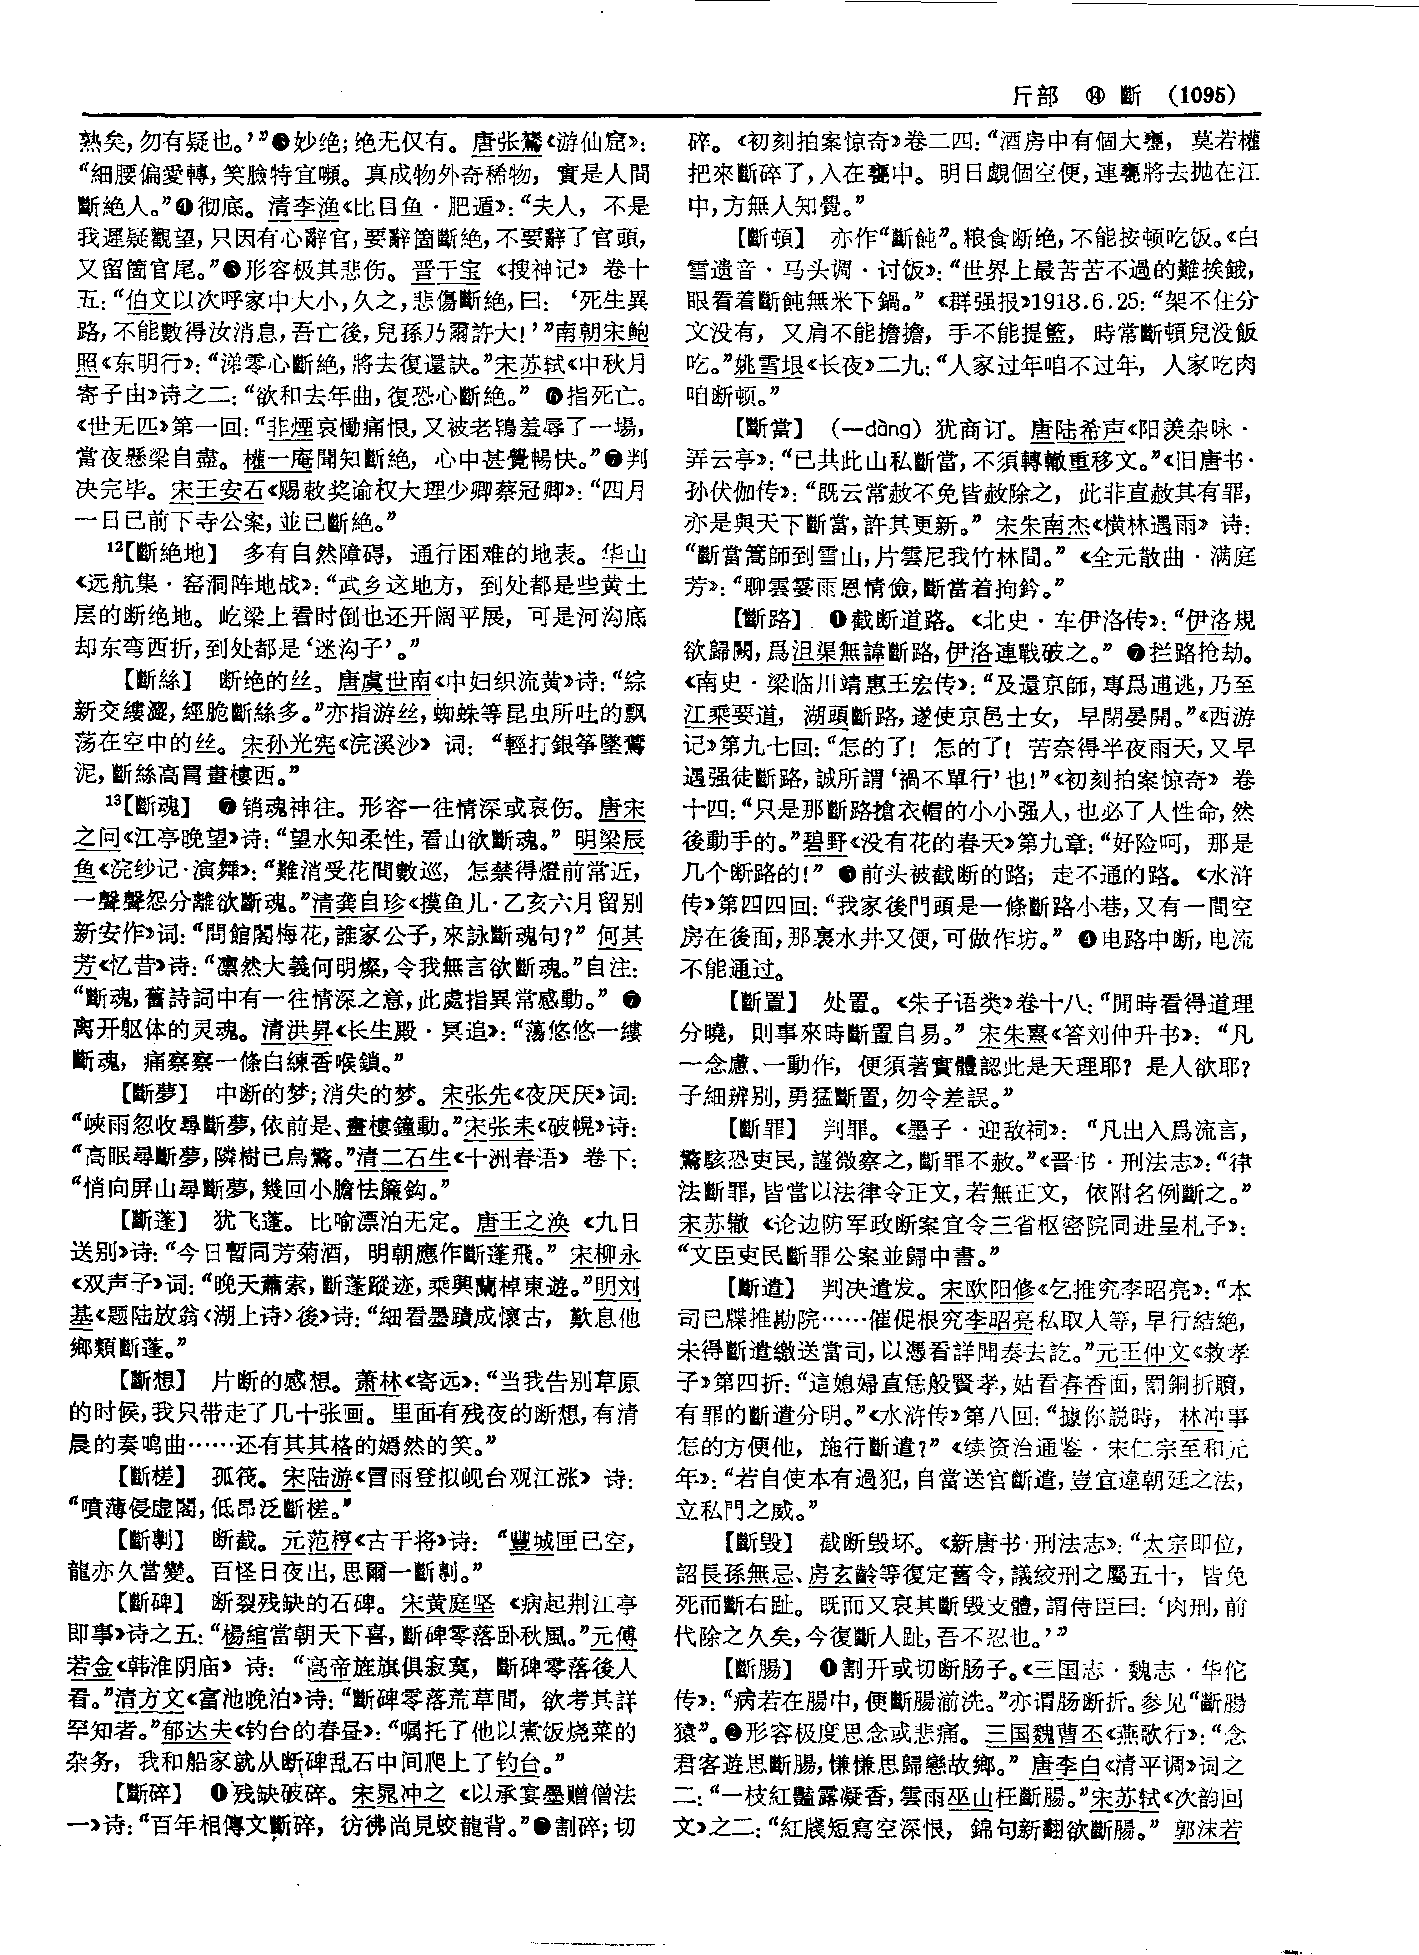 斤部 ⑭ 斷 (1095)
熟矣，勿有疑也。’”❸妙绝；绝无仅有。唐张鷟《游仙窟》：
“細腰偏愛轉，笑臉特宜嚬。真成物外奇稀物，實是人間
斷絶人。”❹彻底。清李渔《比目鱼·肥遁》：“夫人，不是
我遲疑觀望，只因有心辭官，要辭箇斷絶，不要辭了官頭，
又留箇官尾。”❺形容极其悲伤。晋干宝《搜神记》卷十
五：“伯文以次呼家中大小，久之，悲傷斷絶，曰：‘死生異
路，不能數得汝消息，吾亡後，兒孫乃爾許大！’”南朝宋鲍
照《东明行》：“涕零心斷絶，將去復還訣。”宋苏轼《中秋月
寄子由》诗之二：“欲和去年曲，復恐心斷絶。”❻指死亡。
《世无匹》第一回：“非煙哀慟痛恨，又被老鴇羞辱了一場，
當夜懸梁自盡。權一庵聞知斷絶，心中甚覺暢快。”❼判
决完毕。宋王安石《赐敕奖谕权大理少卿蔡冠卿》：“四月
一日已前下寺公案，並已斷絶。”
12【斷絶地】 多有自然障碍，通行困难的地表。华山
《远航集·窑洞阵地战》：“武乡这地方，到处都是些黄土
层的断绝地。屹梁上看时倒也还开阔平展，可是河沟底
却东弯西折，到处都是‘迷沟子’。”
【斷絲】 断绝的丝。唐虞世南《中妇织流黄》诗：“綜
新交縷澀，經脆斷絲多。”亦指游丝，蜘蛛等昆虫所吐的飘
荡在空中的丝。宋孙光宪《浣溪沙》词：“輕打銀筝墜鷰
泥，斷絲高罥畫樓西。”
13【斷魂】 ❶销魂神往。形容一往情深或哀伤。唐宋
之问《江亭晚望》诗：“望水知柔性，看山欲斷魂。”明梁辰
鱼《浣纱记·演舞》：“難消受花間數巡，怎禁得燈前常近，
一聲聲怨分離欲斷魂。”清龚自珍《摸鱼儿·乙亥六月留别
新安作》词：“問館閣梅花，誰家公子，來詠斷魂句？”何其
芳《忆昔》诗：“凛然大義何明燦，令我無言欲斷魂。”自注：
“斷魂，舊詩詞中有一往情深之意，此處指異常感動。”❷
离开躯体的灵魂。清洪昇《长生殿·冥追》：“蕩悠悠一縷
斷魂，痛察察一條白練香喉鎖。”
【斷夢】 中断的梦；消失的梦。宋张先《夜厌厌》词：
“峽雨忽收尋斷夢，依前是、畫樓鐘動。”宋张耒《破幌》诗：
“高眠尋斷夢，隣樹已烏驚。”清二石生《十洲春语》卷下：
“悄向屏山尋斷夢，幾回小膽怯簾鈎。”
【斷蓬】 犹飞蓬。比喻漂泊无定。唐王之涣《九日
送别》诗：“今日暫同芳菊酒，明朝應作斷蓬飛。”宋柳永
《双声子》词：“晚天蕭索，斷蓬蹤迹，乘興蘭棹東遊。”明刘
基《题陆放翁〈湖上诗〉後》诗：“細看墨蹟成懷古，歎息他
鄉類斷蓬。”
【斷想】 片断的感想。萧林《寄远》：“当我告别草原
的时候，我只带走了几十张画。里面有残夜的断想，有清
晨的奏鸣曲……还有其其格的嫣然的笑。”
【斷槎】 孤筏。宋陆游《冒雨登拟岘台观江涨》诗：
“噴薄侵虚閣，低昂泛斷槎。”
【斷剸】 断截。元范梈《古干将》诗：“豐城匣已空，
龍亦久當變。百怪日夜出，思爾一斷剸。”
【斷碑】 断裂残缺的石碑。宋黄庭坚《病起荆江亭
即事》诗之五：“楊綰當朝天下喜，斷碑零落卧秋風。”元傅
若金《韩淮阴庙》诗：“高帝旌旗俱寂寞，斷碑零落後人
看。”清方文《富池晚泊》诗：“斷碑零落荒草間，欲考其詳
罕知者。”郁达夫《钓台的春昼》：“嘱托了他以煮饭烧菜的
杂务，我和船家就从断碑乱石中间爬上了钓台。”
【斷碎】 ❶残缺破碎。宋晁冲之《以承宴墨赠僧法
一》诗：“百年相傳文斷碎，彷彿尚見蛟龍背。”❷割碎；切
碎。《初刻拍案惊奇》卷二四：“酒房中有個大甕，莫若權
把來斷碎了，入在甕中。明日覷個空便，連甕將去抛在江
中，方無人知覺。”
【斷頓】 亦作“斷飩”。粮食断绝，不能按顿吃饭。《白
雪遗音·马头调·讨饭》：“世界上最苦苦不過的難挨餓，
眼看着斷飩無米下鍋。”《群强报》1918.6.25：“架不住分
文没有，又肩不能擔擔，手不能提籃，時常斷頓兒没飯
吃。”姚雪垠《长夜》二九：“人家过年咱不过年，人家吃肉
咱断顿。”
【斷當】 (—dàng) 犹商订。唐陆希声《阳羡杂咏·
弄云亭》：“已共此山私斷當，不須轉轍重移文。”《旧唐书·
孙伏伽传》：“既云常赦不免皆赦除之，此非直赦其有罪，
亦是與天下斷當，許其更新。”宋朱南杰《横林遇雨》诗：
“斷當篙師到雪山，片雲尼我竹林間。”《全元散曲·满庭
芳》：“聊雲雯雨恩情儉，斷當着拘鈐。”
【斷路】 ❶截断道路。《北史·车伊洛传》：“伊洛規
欲歸闕，爲沮渠無諱斷路，伊洛連戰破之。”❷拦路抢劫。
《南史·梁临川靖惠王宏传》：“及還京師，專爲逋逃，乃至
江乘要道，湖頭斷路，遂使京邑士女，早閉晏開。”《西游
记》第九七回：“怎的了！怎的了！苦奈得半夜雨天，又早
遇强徒斷路，誠所謂‘禍不單行’也！”《初刻拍案惊奇》卷
十四：“只是那斷路搶衣帽的小小强人，也必了人性命，然
後動手的。”碧野《没有花的春天》第九章：“好险呵，那是
几个断路的！”❸前头被截断的路；走不通的路。《水浒
传》第四四回：“我家後門頭是一條斷路小巷，又有一間空
房在後面，那裏水井又便，可做作坊。”❹电路中断，电流
不能通过。
【斷置】 处置。《朱子语类》卷十八：“閒時看得道理
分曉，則事來時斷置自易。”宋朱熹《答刘仲升书》：“凡
一念慮、一動作，便須著實體認此是天理耶？是人欲耶？
子細辨别，勇猛斷置，勿令差誤。”
【斷罪】 判罪。《墨子·迎敌祠》：“凡出入爲流言，
驚駭恐吏民，謹微察之，斷罪不赦。”《晋书·刑法志》：“律
法斷罪，皆當以法律令正文，若無正文，依附名例斷之。”
宋苏辙《论边防军政断案宜令三省枢密院同进呈札子》：
“文臣吏民斷罪公案並歸中書。”
【斷遣】 判决遣发。宋欧阳修《乞推究李昭亮》：“本
司已牒推勘院……催促根究李昭亮私取人等，早行結絶，
未得斷遣繳送當司，以憑看詳聞奏去訖。”元王仲文《救孝
子》第四折：“這媳婦直恁般賢孝，姑看春香面，罰銅折贖，
有罪的斷遣分明。”《水浒传》第八回：“據你説時，林冲事
怎的方便他，施行斷遣？”《续资治通鉴·宋仁宗至和元
年》：“若自使本有過犯，自當送官斷遣，豈宜違朝廷之法，
立私門之威。”
【斷毁】 截断毁坏。《新唐书·刑法志》：“太宗即位，
詔長孫無忌、房玄齡等復定舊令，議絞刑之屬五十，皆免
死而斷右趾。既而又哀其斷毁支體，謂侍臣曰：‘肉刑，前
代除之久矣，今復斷人趾，吾不忍也。’”
【斷腸】 ❶割开或切断肠子。《三国志·魏志·华佗
传》：“病若在腸中，便斷腸湔洗。”亦谓肠断折。参见“斷腸
猿”。❷形容极度思念或悲痛。三国魏曹丕《燕歌行》：“念
君客遊思斷腸，慊慊思歸戀故鄉。”唐李白《清平调》词之
二：“一枝紅豔露凝香，雲雨巫山枉斷腸。”宋苏轼《次韵回
文》之二：“紅牋短寫空深恨，錦句新翻欲斷腸。”郭沫若